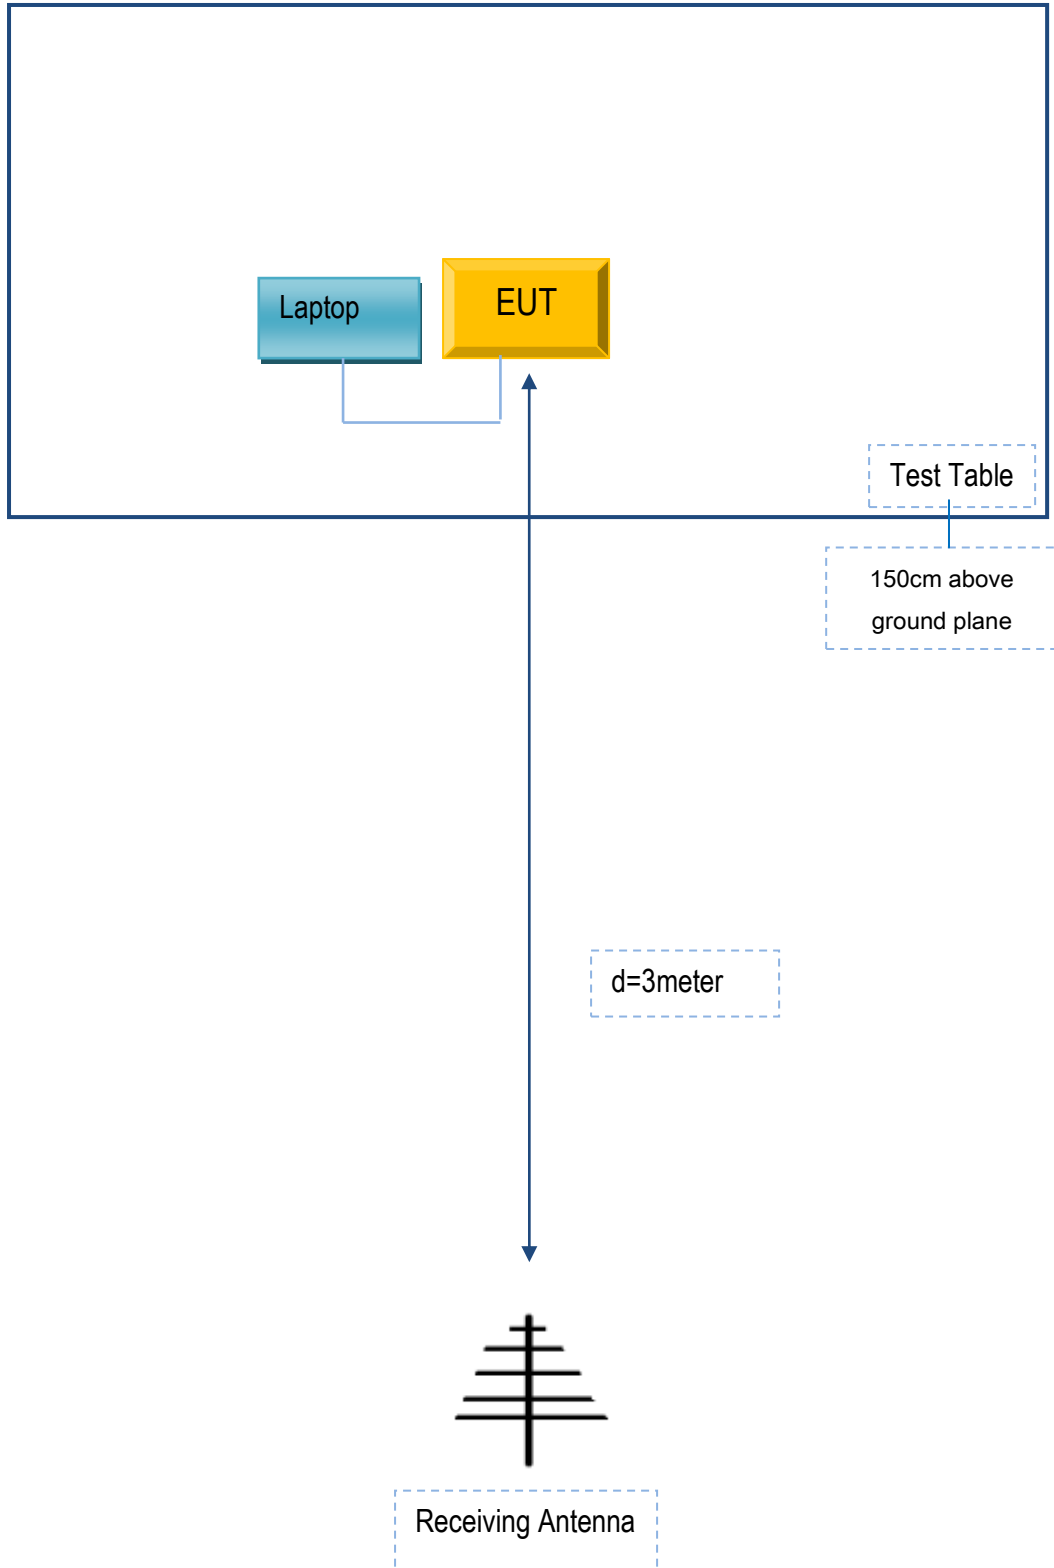 Laptop
EUT
Test Table
150cm above
ground plane
d=3meter
Receiving Antenna